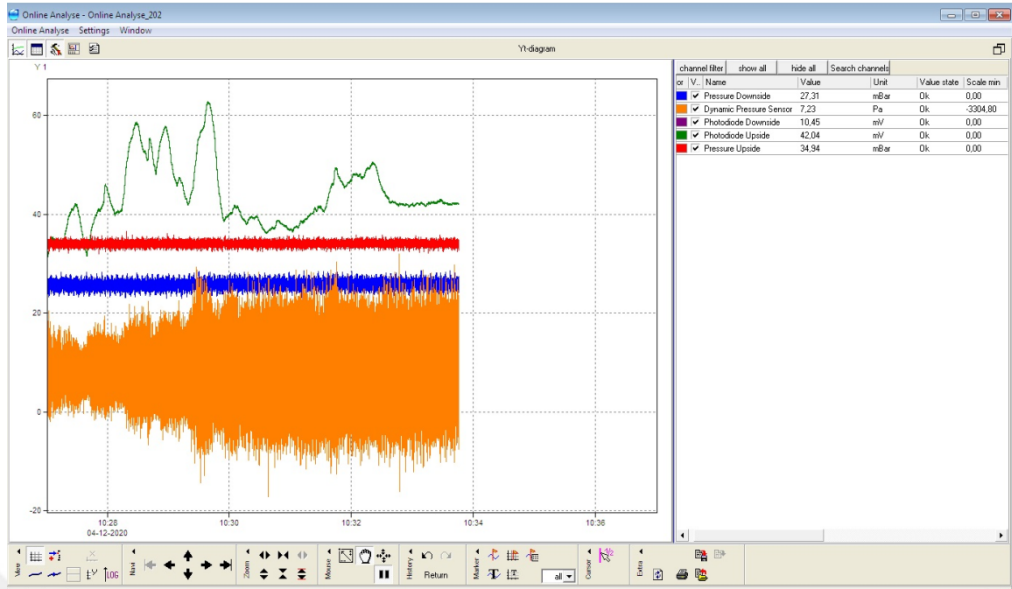 Online Analyse - Online Analyse_202
Online Analyse Settings Window
Yt-diagram
Y 1
60
40
20
0
-20
10:28
10:30
10:32
10:34
10:36
04-12-2020
channel filter show all hide all Search channels
or V.. Name Value Unit Value state Scale min
Pressure Downside 27,31 mBar Ok 0,00
Dynamic Pressure Sensor 7,23 Pa Ok -3304,80
Photodiode Downside 10,45 mV Ok 0,00
Photodiode Upside 42,04 mV Ok 0,00
Pressure Upside 34,94 mBar Ok 0,00
View
LOG
Navi
Zoom
Mouse
History
Return
Marker
all
Cursor
Extra